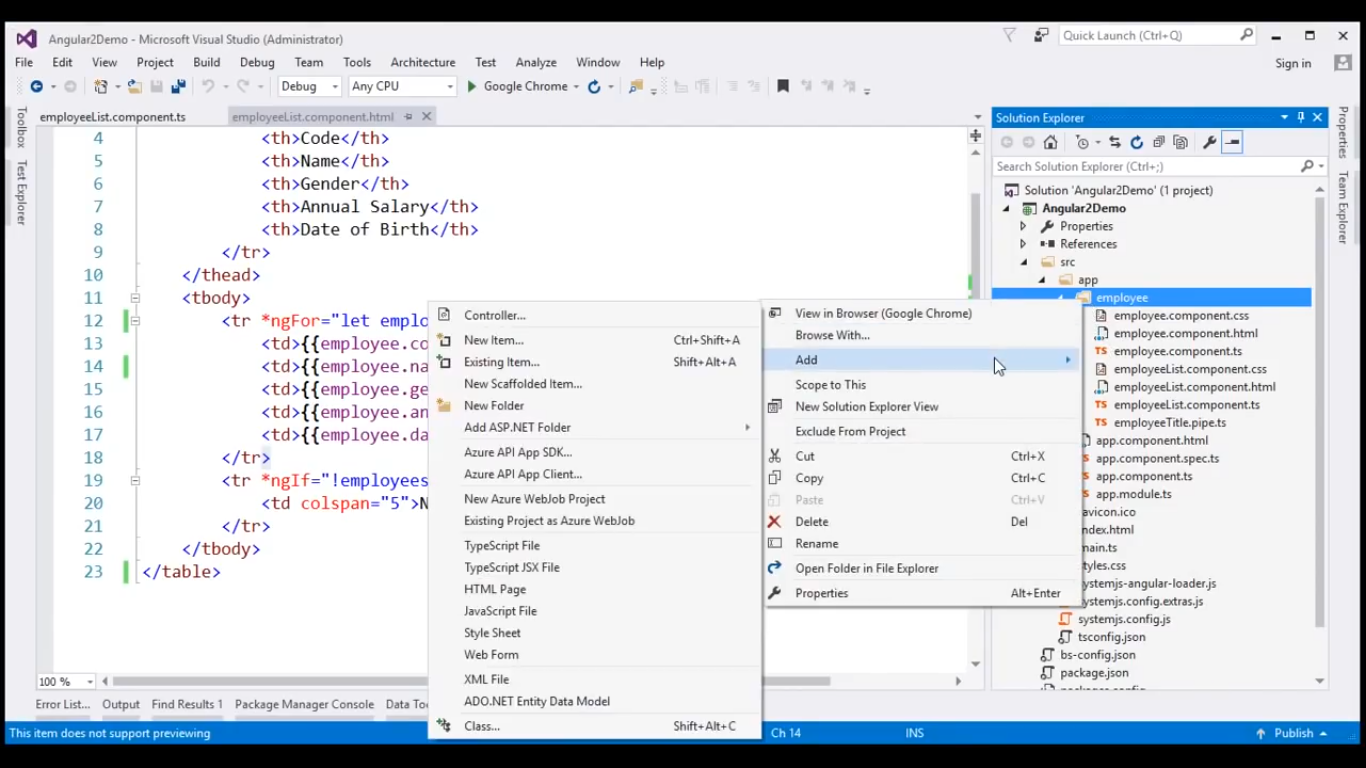 Angular2Demo - Microsoft Visual Studio (Administrator)
Quick Launch (Ctrl+Q)
File Edit View Project Build Debug Team Tools Architecture Test Analyze Window Help
Sign in
Debug Any CPU Google Chrome
Toolbox
Test Explorer
employeeList.component.ts employeeList.component.html
4 <th>Code</th>
5 <th>Name</th>
6 <th>Gender</th>
7 <th>Annual Salary</th>
8 <th>Date of Birth</th>
9 </tr>
10 </thead>
11 <tbody>
12 <tr *ngFor="let emplo
13 <td>{{employee.co
14 <td>{{employee.na
15 <td>{{employee.ge
16 <td>{{employee.an
17 <td>{{employee.da
18 </tr>
19 <tr *ngIf="!employees
20 <td colspan="5">N
21 </tr>
22 </tbody>
23 </table>
Controller...
New Item... Ctrl+Shift+A
Existing Item... Shift+Alt+A
New Scaffolded Item...
New Folder
Add ASP.NET Folder
Azure API App SDK...
Azure API App Client...
New Azure WebJob Project
Existing Project as Azure WebJob
TypeScript File
TypeScript JSX File
HTML Page
JavaScript File
Style Sheet
Web Form
XML File
ADO.NET Entity Data Model
Class... Shift+Alt+C
View in Browser (Google Chrome)
Browse With...
Add
Scope to This
New Solution Explorer View
Exclude From Project
Cut Ctrl+X
Copy Ctrl+C
Paste Ctrl+V
Delete Del
Rename
Open Folder in File Explorer
Properties Alt+Enter
Solution Explorer
Search Solution Explorer (Ctrl+;)
Solution 'Angular2Demo' (1 project)
Angular2Demo
Properties
References
src
app
employee
employee.component.css
employee.component.html
TS employee.component.ts
employeeList.component.css
employeeList.component.html
TS employeeList.component.ts
TS employeeTitle.pipe.ts
app.component.html
app.component.spec.ts
app.component.ts
app.module.ts
avicon.ico
ndex.html
main.ts
tyles.css
ystemjs-angular-loader.js
ystemjs.config.extras.js
systemjs.config.js
tsconfig.json
bs-config.json
package.json
Properties
Team Explorer
100 %
Error List... Output Find Results 1 Package Manager Console Data Too
This item does not support previewing Ch 14 INS Publish